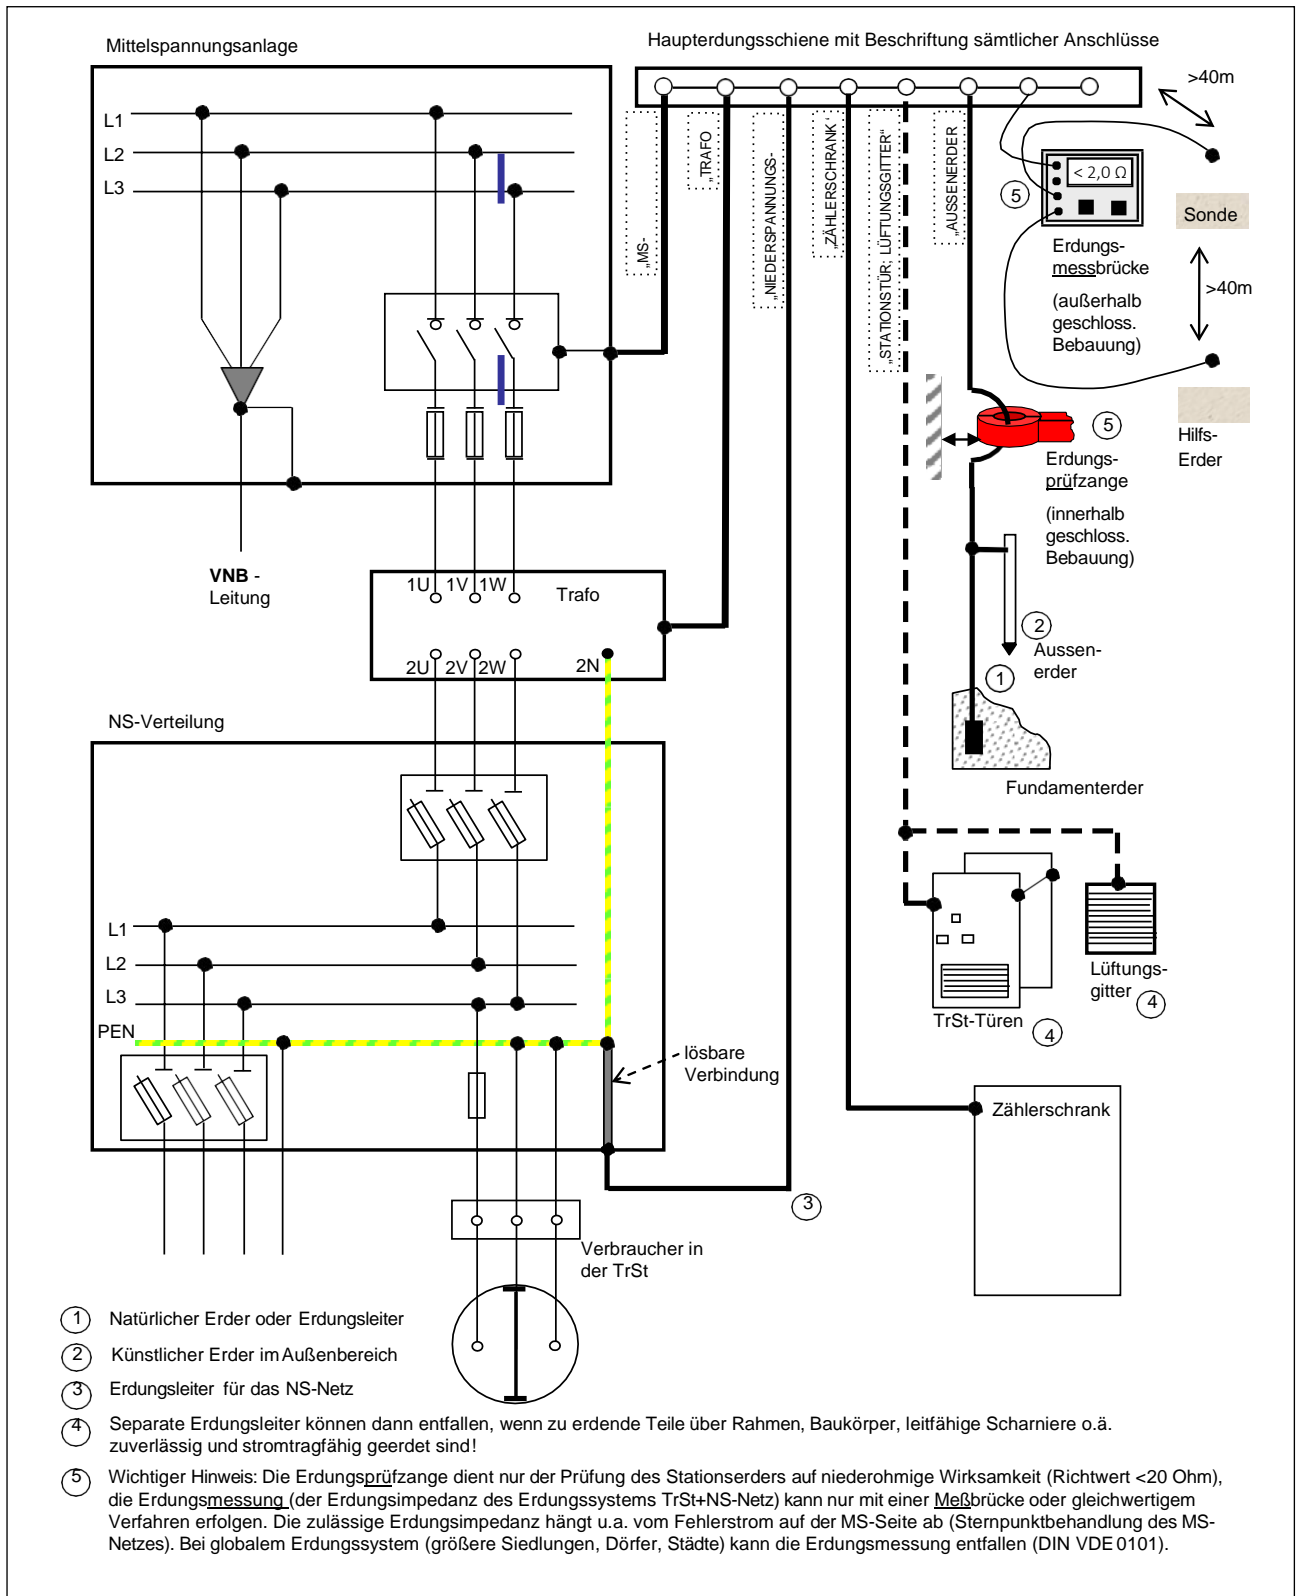 Mittelspannungsanlage
Haupterdungsschiene mit Beschriftung sämtlicher Anschlüsse
>40m
L1
L2
L3
„MS-
„TRAFO
„NIEDERSPANNUNGS-
„ZÄHLERSCHRANK“
„STATIONSTÜR; LÜFTUNGSGITTER“
„AUSSENERDER
< 2,0 Ω
5
Sonde
Erdungs-
messbrücke
(außerhalb
geschloss.
Bebauung)
>40m
5
Hilfs-
Erder
Erdungs-
prüfzange
(innerhalb
geschloss.
Bebauung)
VNB -
Leitung
1U
1V
1W
Trafo
2U
2V
2W
2N
2
Aussen-
erder
1
Fundamenterder
NS-Verteilung
L1
L2
L3
PEN
lösbare
Verbindung
Lüftungs-
gitter
4
TrSt-Türen
4
Zählerschrank
3
Verbraucher in
der TrSt
1 Natürlicher Erder oder Erdungsleiter
2 Künstlicher Erder im Außenbereich
3 Erdungsleiter für das NS-Netz
4 Separate Erdungsleiter können dann entfallen, wenn zu erdende Teile über Rahmen, Baukörper, leitfähige Scharniere o.ä.
zuverlässig und stromtragfähig geerdet sind!
5 Wichtiger Hinweis: Die Erdungsprüfzange dient nur der Prüfung des Stationserders auf niederohmige Wirksamkeit (Richtwert <20 Ohm),
die Erdungsmessung (der Erdungsimpedanz des Erdungssystems TrSt+NS-Netz) kann nur mit einer Meßbrücke oder gleichwertigem
Verfahren erfolgen. Die zulässige Erdungsimpedanz hängt u.a. vom Fehlerstrom auf der MS-Seite ab (Sternpunktbehandlung des MS-
Netzes). Bei globalem Erdungssystem (größere Siedlungen, Dörfer, Städte) kann die Erdungsmessung entfallen (DIN VDE 0101).